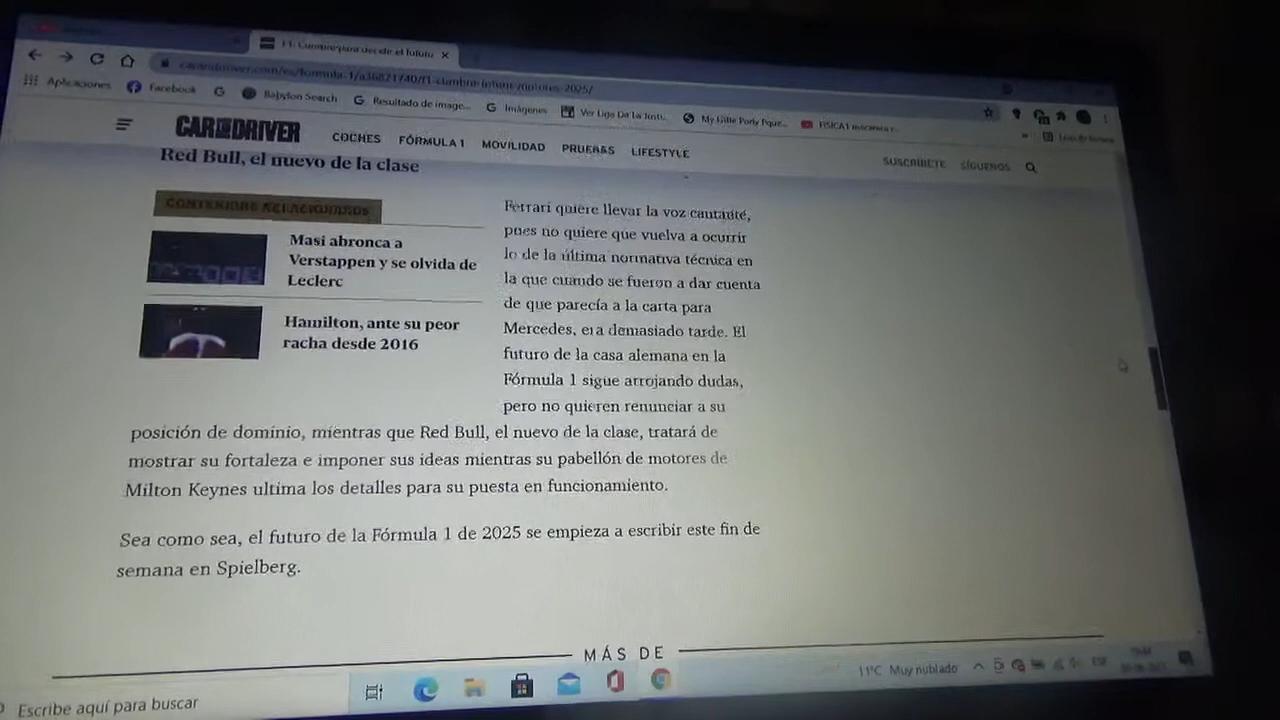 F1: Cumbre para decidir el futuro
carandriver.com/es/formula-1/a36821740/f1-cumbre-futuro-motores-2025/
Aplicaciones Facebook Babylon Search Resultado de image... Imágenes Ver Liga De La Justi... My Little Pony Pque... FISICA I
CAR AND DRIVER COCHES FÓRMULA 1 MOVILIDAD PRUEBAS LIFESTYLE SUSCRÍBETE SÍGUENOS
Red Bull, el nuevo de la clase
CONTENIDOS RELACIONADOS
Masi abronca a
Verstappen y se olvida de
Leclerc
Hamilton, ante su peor
racha desde 2016
Ferrari quiere llevar la voz cantante,
pues no quiere que vuelva a ocurrir
lo de la última normativa técnica en
la que cuando se fueron a dar cuenta
de que parecía a la carta para
Mercedes, era demasiado tarde. El
futuro de la casa alemana en la
Fórmula 1 sigue arrojando dudas,
pero no quieren renunciar a su
posición de dominio, mientras que Red Bull, el nuevo de la clase, tratará de
mostrar su fortaleza e imponer sus ideas mientras su pabellón de motores de
Milton Keynes ultima los detalles para su puesta en funcionamiento.
Sea como sea, el futuro de la Fórmula 1 de 2025 se empieza a escribir este fin de
semana en Spielberg.
MÁS DE
Escribe aquí para buscar
11°C Muy nublado ESP